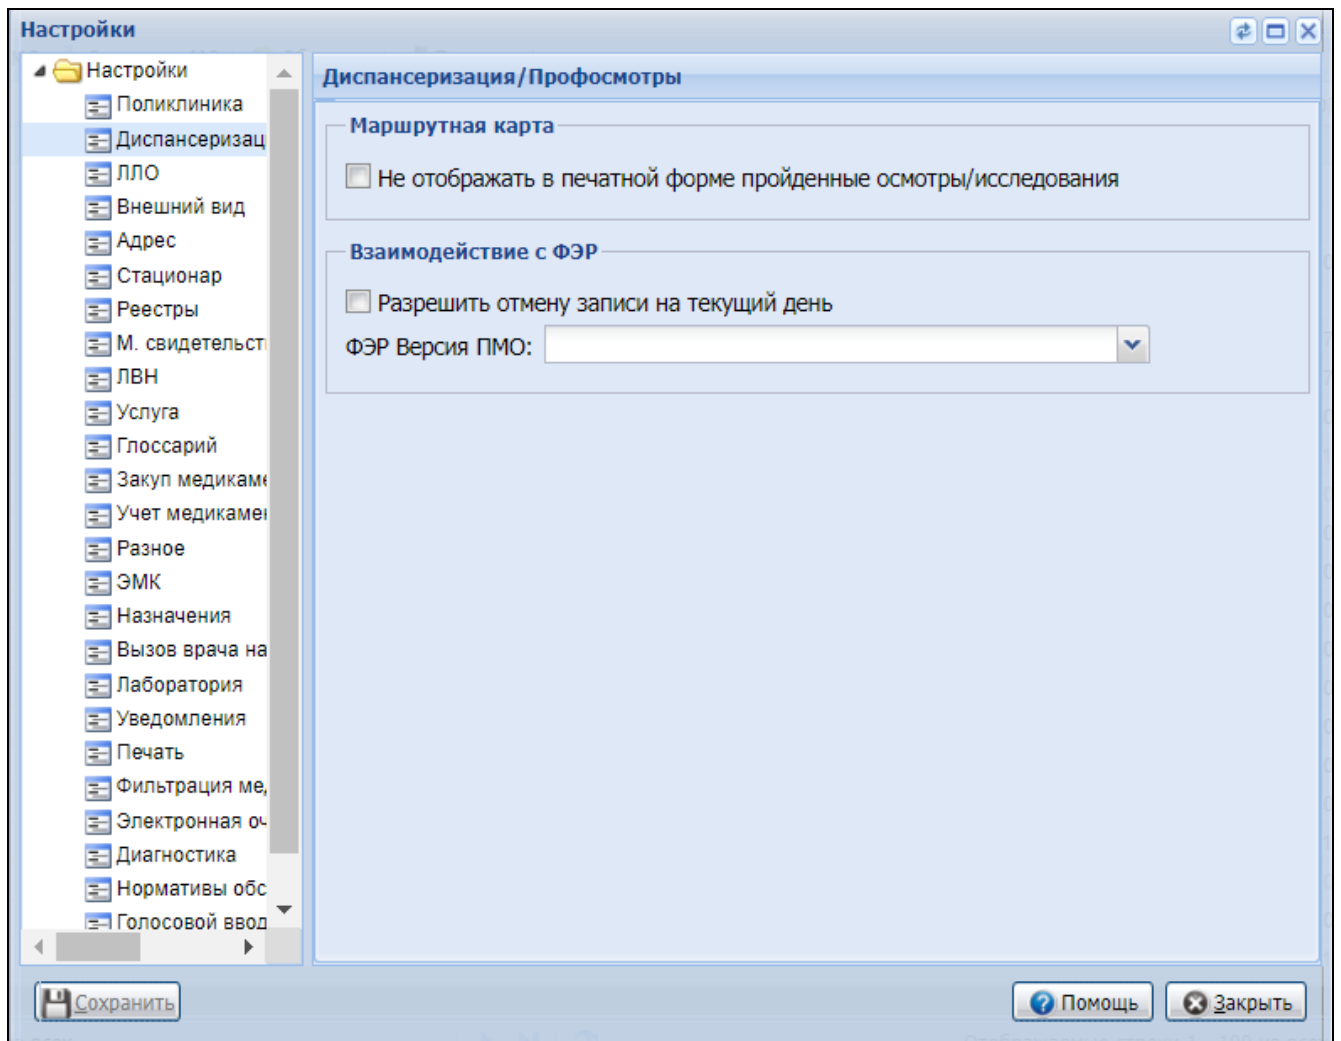 Настройки
Настройки
Поликлиника
Диспансеризац
ЛЛО
Внешний вид
Адрес
Стационар
Реестры
М. свидетельст
ЛВН
Услуга
Глоссарий
Закуп медикаме
Учет медикамен
Разное
ЭМК
Назначения
Вызов врача на
Лаборатория
Уведомления
Печать
Фильтрация ме
Электронная оч
Диагностика
Нормативы обс
Голосовой ввод
Диспансеризация/Профосмотры
Маршрутная карта
Не отображать в печатной форме пройденные осмотры/исследования
Взаимодействие с ФЭР
Разрешить отмену записи на текущий день
ФЭР Версия ПМО:
Сохранить
Помощь
Закрыть